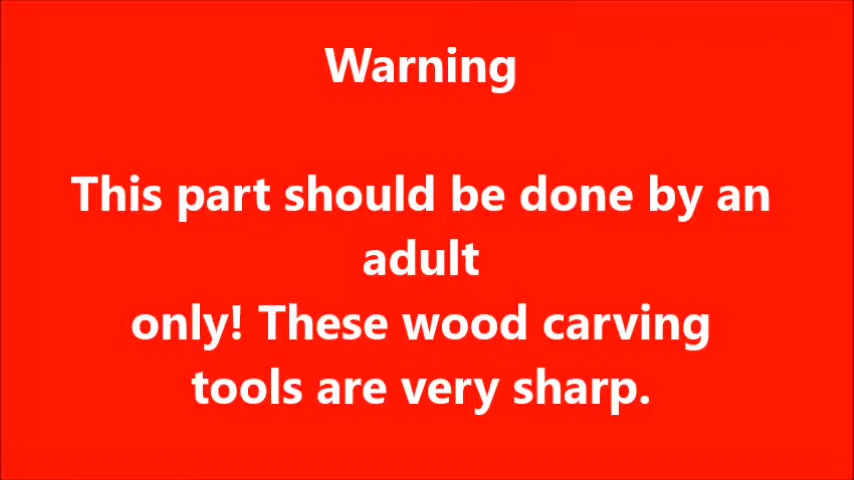 Warning
This part should be done by an
adult
only! These wood carving
tools are very sharp.